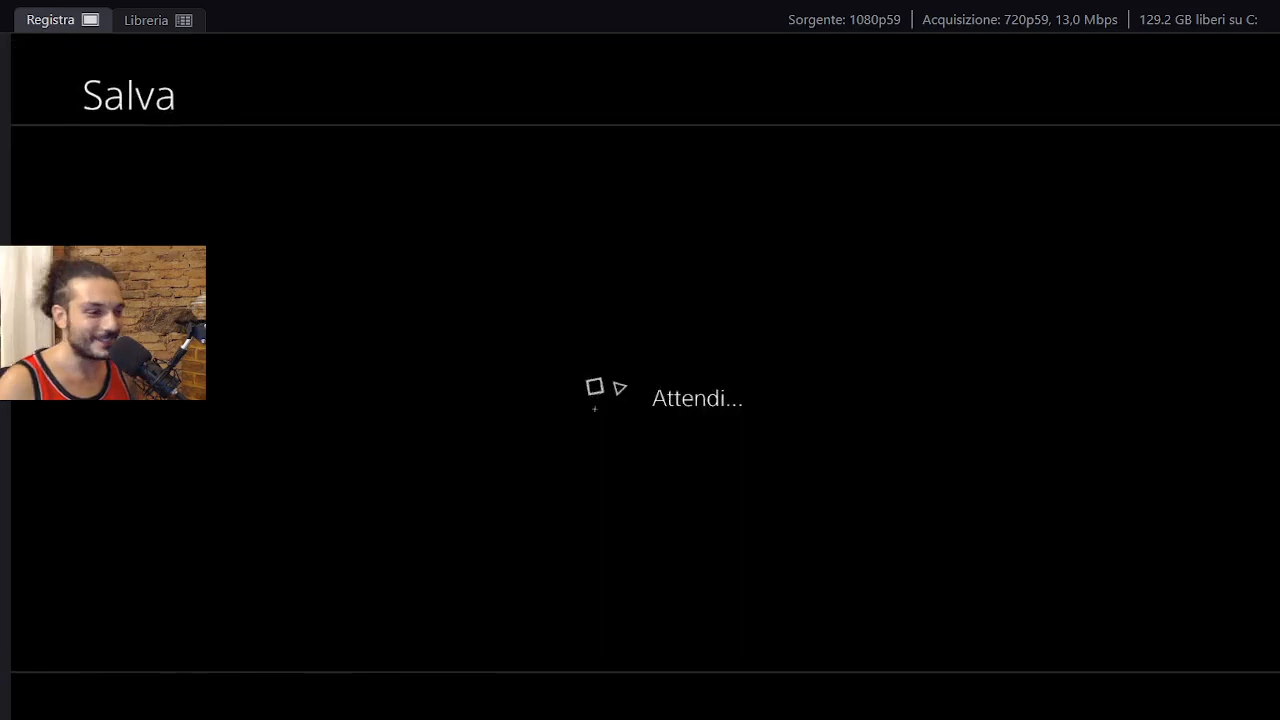 Registra
Libreria
Sorgente: 1080p59
Acquisizione: 720p59, 13,0 Mbps
129.2 GB liberi su C:
Salva
Attendi...